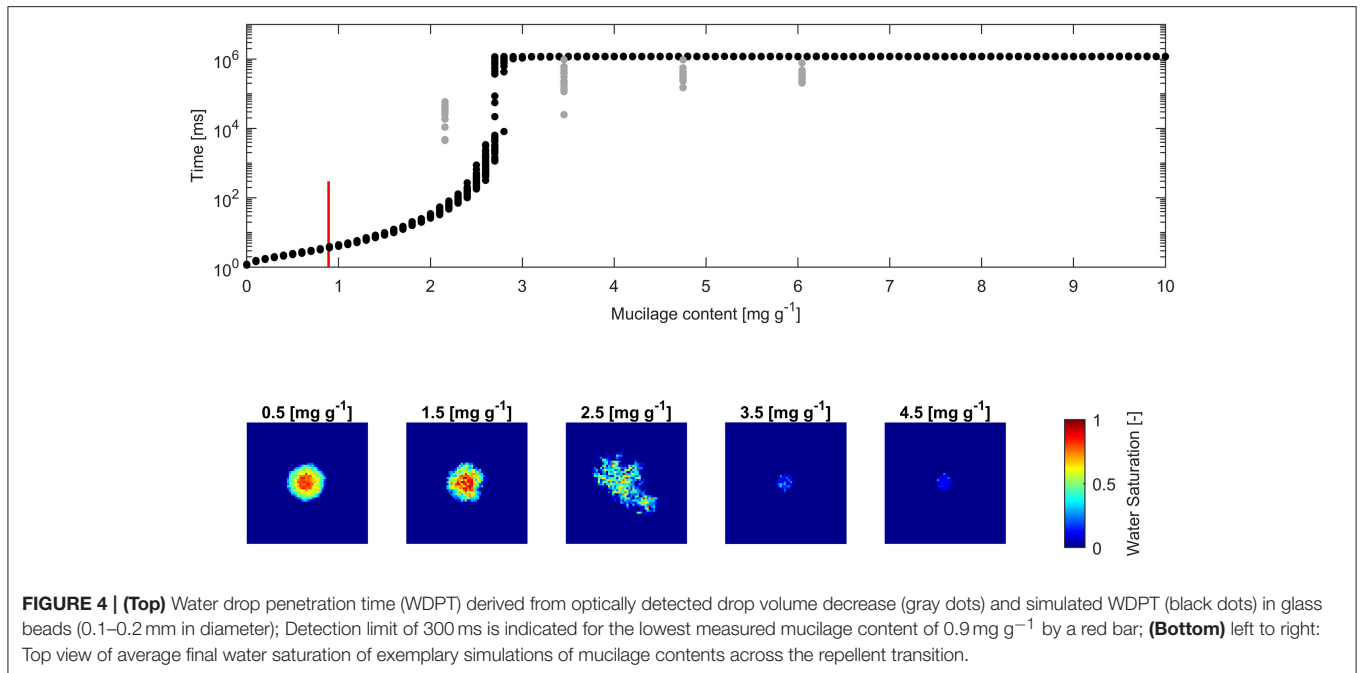 10^6
10^4
10^2
10^0
Time [ms]
0 1 2 3 4 5 6 7 8 9 10
Mucilage content [mg g^-1]
0.5 [mg g^-1] 1.5 [mg g^-1] 2.5 [mg g^-1] 3.5 [mg g^-1] 4.5 [mg g^-1]
1
0.5
0
Water Saturation [-]
FIGURE 4 | (Top) Water drop penetration time (WDPT) derived from optically detected drop volume decrease (gray dots) and simulated WDPT (black dots) in glass
beads (0.1–0.2 mm in diameter); Detection limit of 300 ms is indicated for the lowest measured mucilage content of 0.9 mg g−1 by a red bar; (Bottom) left to right:
Top view of average final water saturation of exemplary simulations of mucilage contents across the repellent transition.